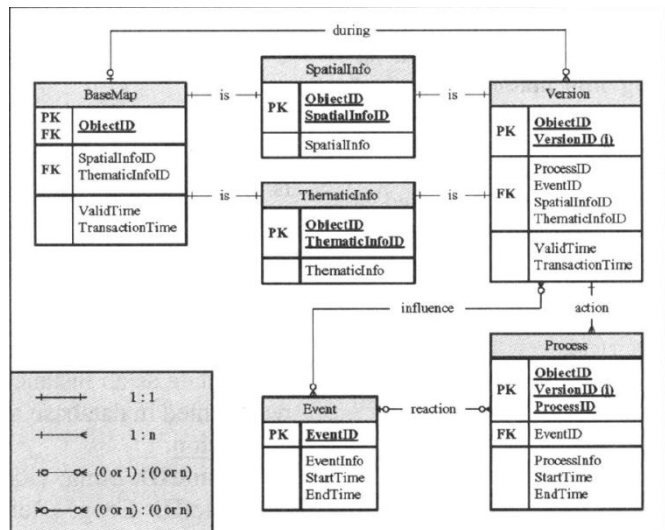 during
BaseMap
PK
FK
ObjectID
FK
SpatialInfoID
ThematicInfoID
ValidTime
TransactionTime
is
is
SpatialInfo
PK
ObjectID
SpatialInfoID
SpatialInfo
is
is
ThematicInfo
PK
ObjectID
ThematicInfoID
ThematicInfo
Version
PK
ObjectID
VersionID (i)
FK
ProcessID
EventID
SpatialInfoID
ThematicInfoID
ValidTime
TransactionTime
influence
action
Process
PK
ObjectID
VersionID (i)
ProcessID
FK
EventID
ProcessInfo
StartTime
EndTime
reaction
Event
PK
EventID
EventInfo
StartTime
EndTime
1 : 1
1 : n
(0 or 1) : (0 or n)
(0 or n) : (0 or n)